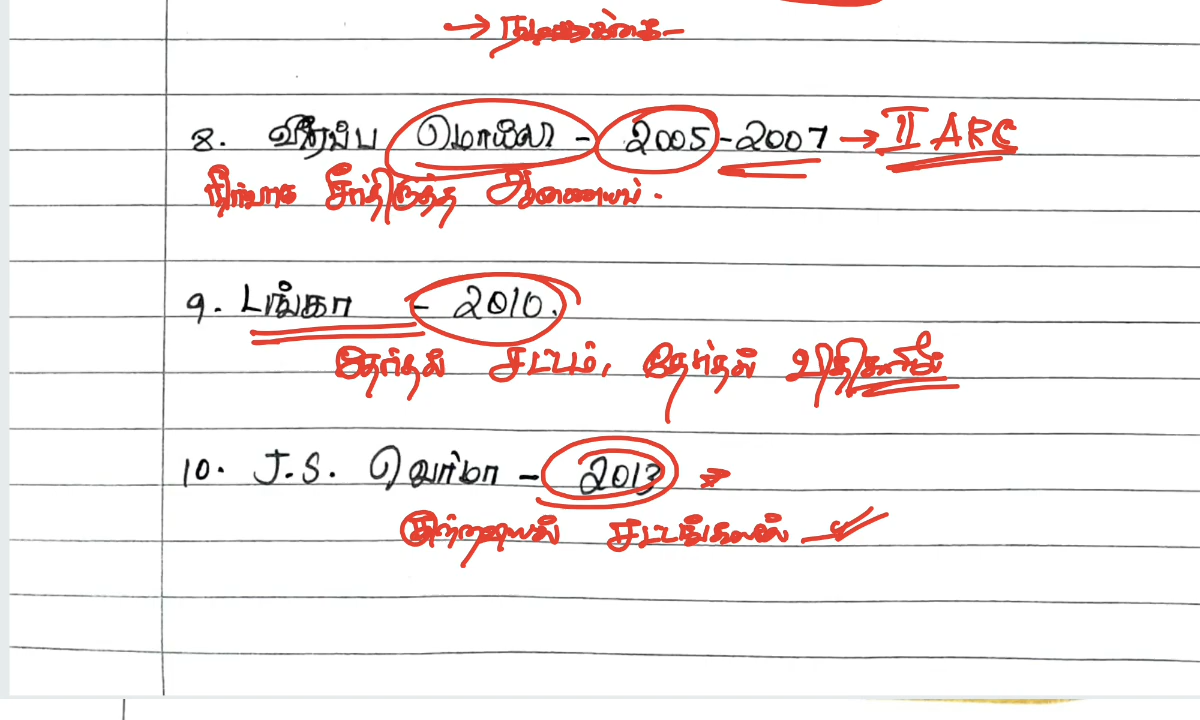 → நடவடிக்கை
8. வீரப்ப மொய்லி - 2005-2007 → II ARC
நிர்வாக சீர்திருத்த ஆணையம்.
9. டங்கா - 2010.
தேர்தல் சட்டம், தேர்தல் விதிகளில்
10. J.S. வெர்மா - 2013
குற்றவியல் சட்டங்கள்